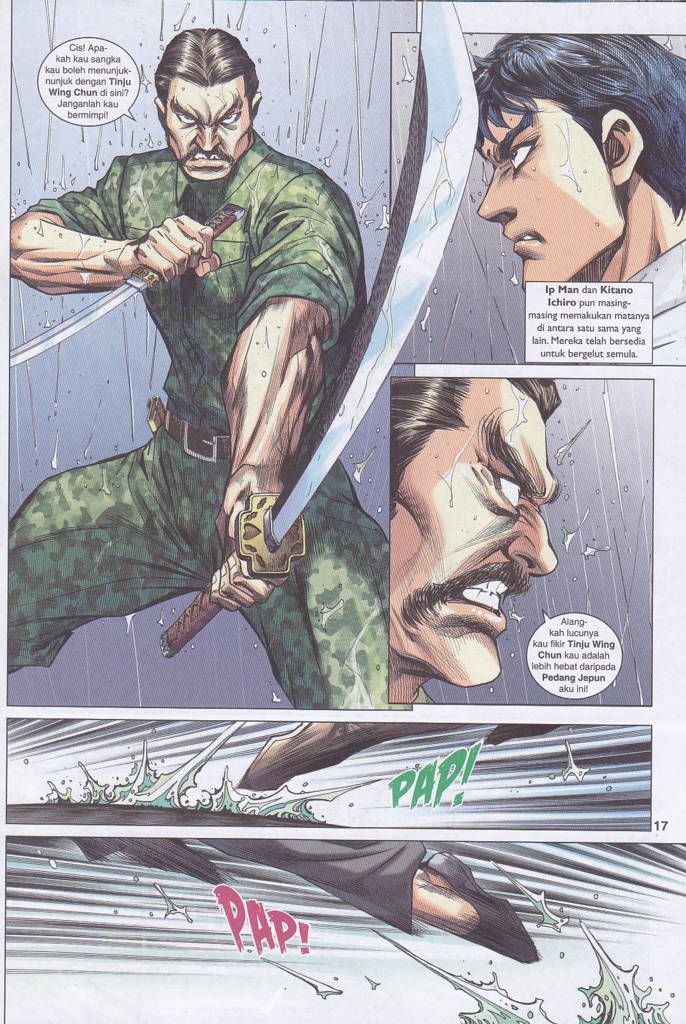 Cis! Apa-
kah kau sangka
kau boleh menunjuk-
nunjuk dengan Tinju
Wing Chun di sini?
Janganlah kau
bermimpi!
Ip Man dan Kitano
Ichiro pun masing-
masing memakukan matanya
di antara satu sama yang
lain. Mereka telah bersedia
untuk bergelut semula.
Alang-
kah lucunya
kau fikir Tinju Wing
Chun kau adalah
lebih hebat daripada
Pedang Jepun
aku ini!
PAP!
17
PAP!